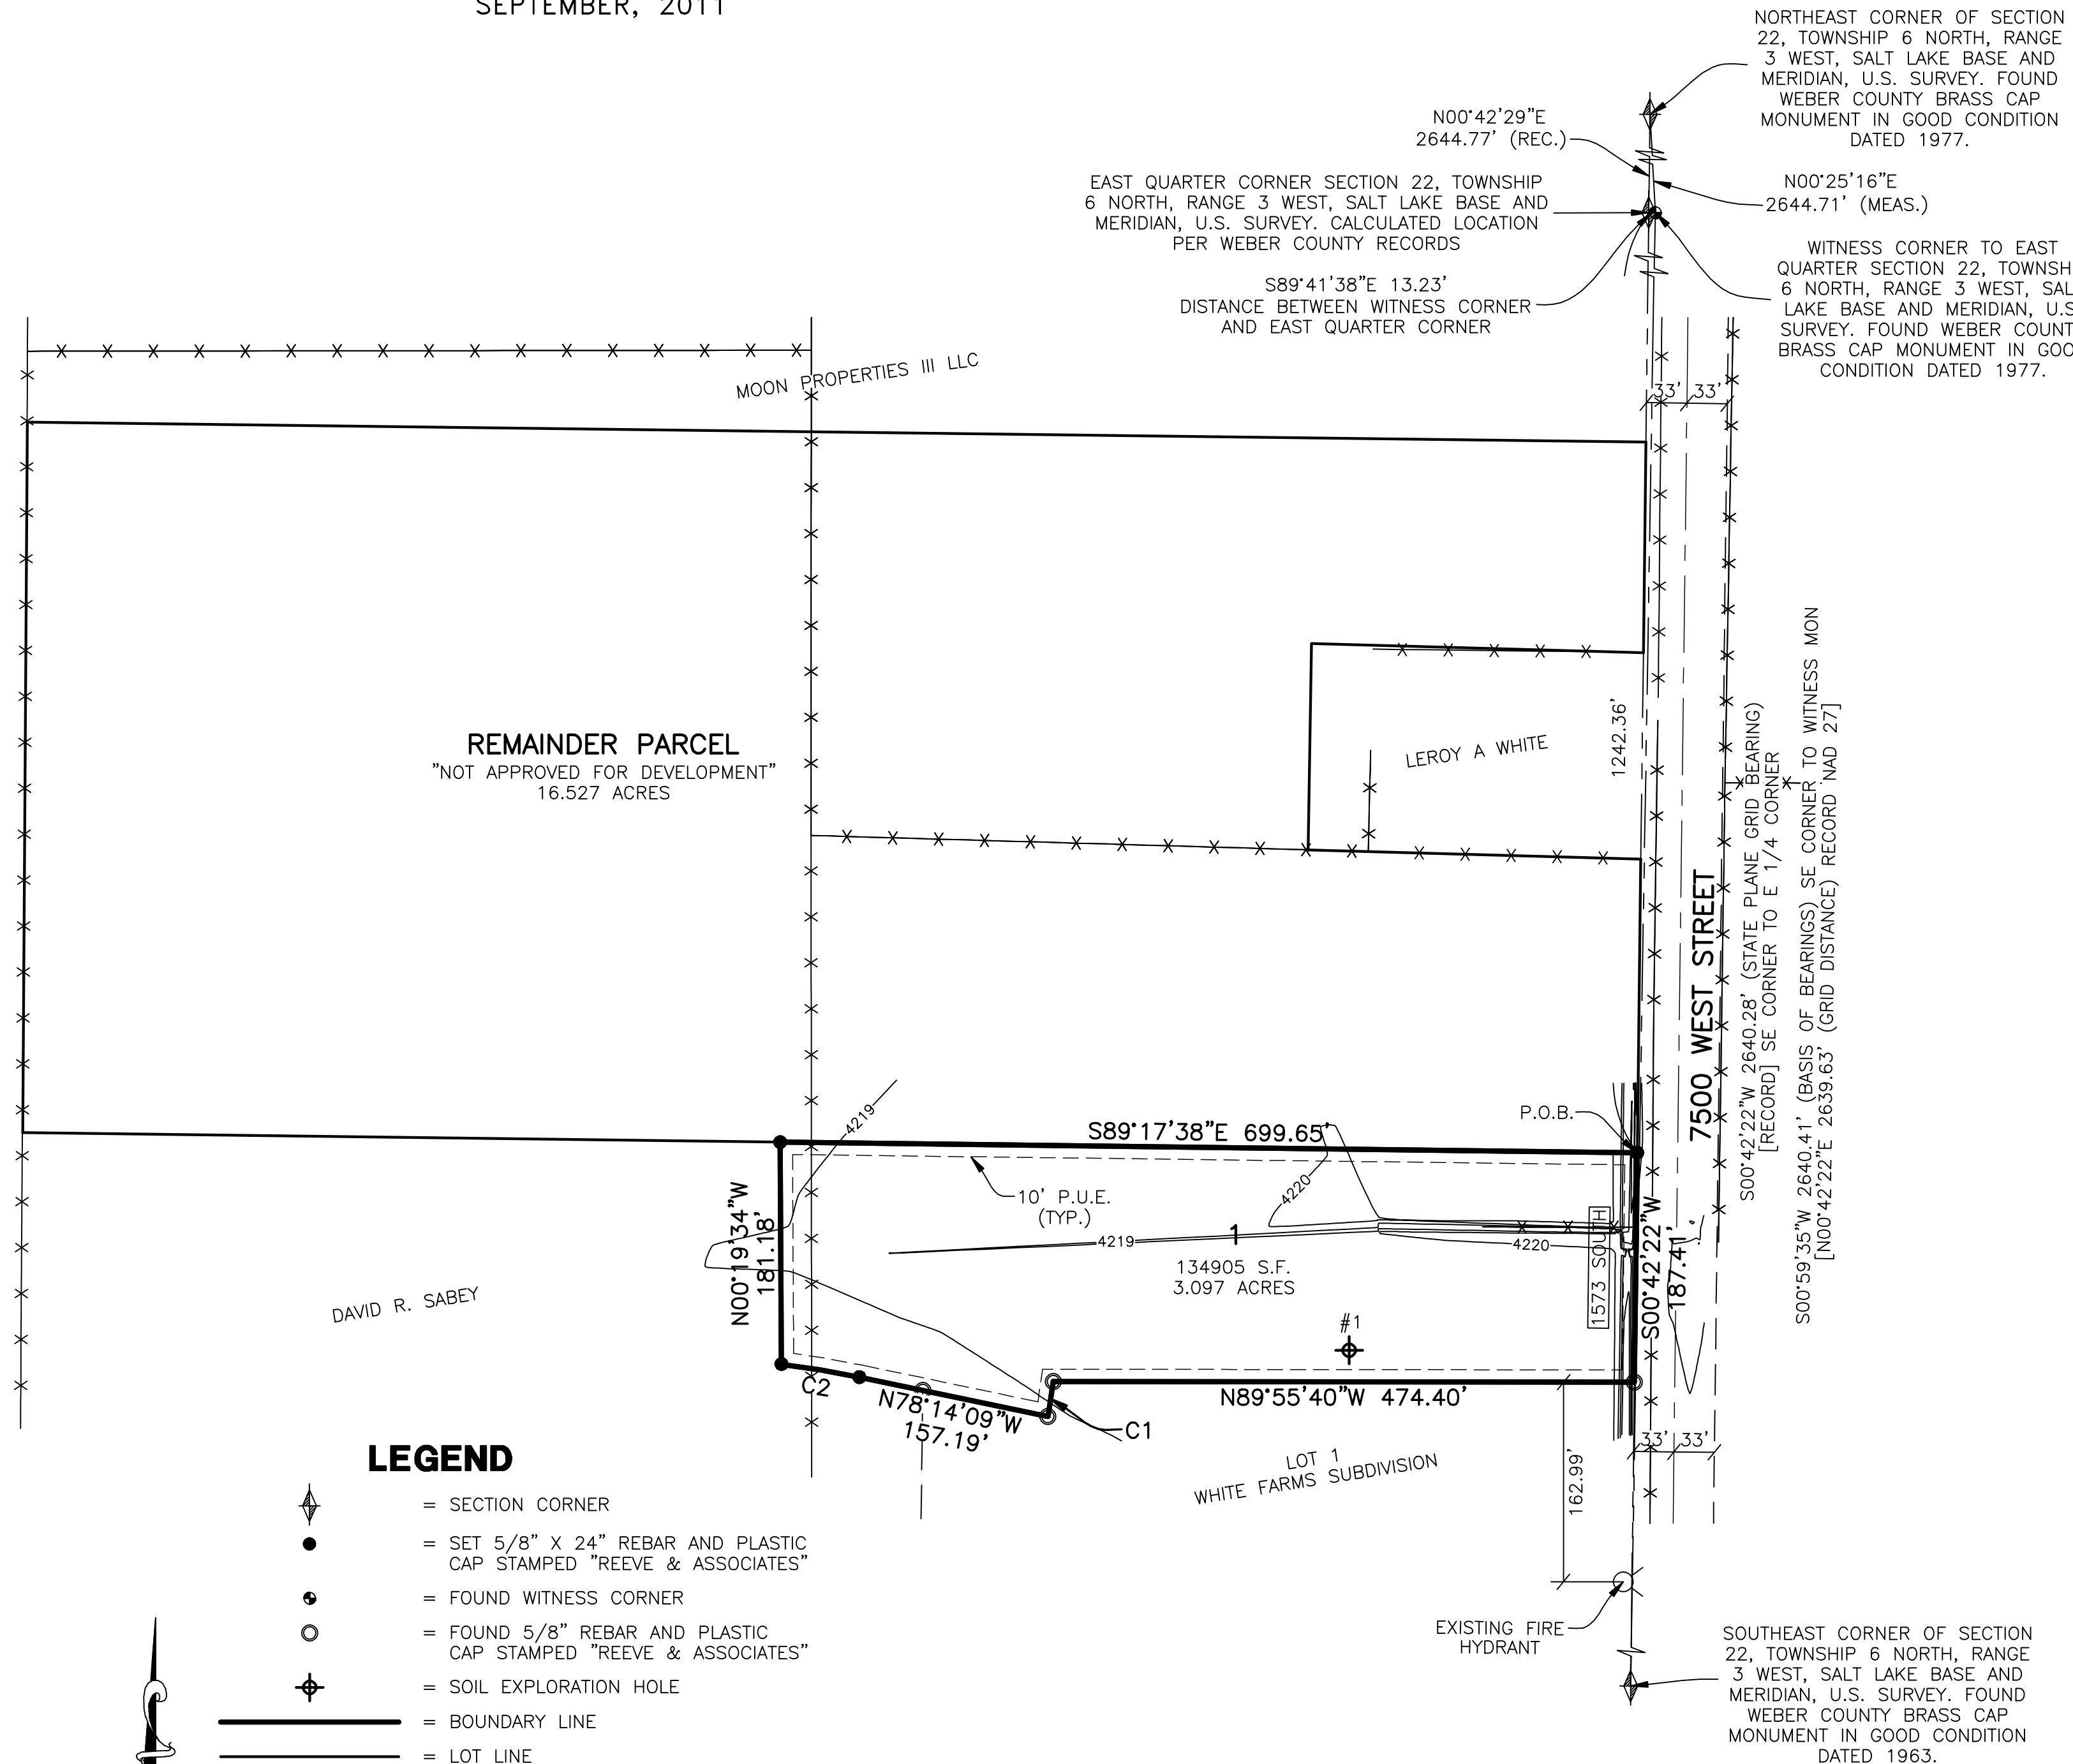 SEPTEMBER, 2011
NORTHEAST CORNER OF SECTION
22, TOWNSHIP 6 NORTH, RANGE
3 WEST, SALT LAKE BASE AND
MERIDIAN, U.S. SURVEY. FOUND
WEBER COUNTY BRASS CAP
MONUMENT IN GOOD CONDITION
DATED 1977.
N00°42'29"E
2644.77' (REC.)
N00°25'16"E
2644.71' (MEAS.)
EAST QUARTER CORNER SECTION 22, TOWNSHIP
6 NORTH, RANGE 3 WEST, SALT LAKE BASE AND
MERIDIAN, U.S. SURVEY. CALCULATED LOCATION
PER WEBER COUNTY RECORDS
S89°41'38"E 13.23'
DISTANCE BETWEEN WITNESS CORNER
AND EAST QUARTER CORNER
WITNESS CORNER TO EAST
QUARTER SECTION 22, TOWNSH
6 NORTH, RANGE 3 WEST, SAL
LAKE BASE AND MERIDIAN, U.S
SURVEY. FOUND WEBER COUNT
BRASS CAP MONUMENT IN GOO
CONDITION DATED 1977.
33' 33'
MOON PROPERTIES III LLC
REMAINDER PARCEL
"NOT APPROVED FOR DEVELOPMENT"
16.527 ACRES
LEROY A WHITE
1242.36'
7500 WEST STREET
S00°42'22"W 2640.28' (STATE PLANE GRID BEARING)
[RECORD] SE CORNER TO E 1/4 CORNER
S00°59'35"W 2640.41' (BASIS OF BEARINGS) SE CORNER TO WITNESS MON
[N00°42'22"E 2639.63' (GRID DISTANCE) RECORD NAD 27]
P.O.B.
4219
S89°17'38"E 699.65'
10' P.U.E.
(TYP.)
4220
N00°19'34"W
181.18'
4219
1
4220
134905 S.F.
3.097 ACRES
1573 SOUTH
S00°42'22"W
187.41'
DAVID R. SABEY
#1
C2
N78°14'09"W
157.19'
C1
N89°55'40"W 474.40'
LOT 1
WHITE FARMS SUBDIVISION
33' 33'
162.99'
EXISTING FIRE
HYDRANT
SOUTHEAST CORNER OF SECTION
22, TOWNSHIP 6 NORTH, RANGE
3 WEST, SALT LAKE BASE AND
MERIDIAN, U.S. SURVEY. FOUND
WEBER COUNTY BRASS CAP
MONUMENT IN GOOD CONDITION
DATED 1963.
LEGEND
= SECTION CORNER
= SET 5/8" X 24" REBAR AND PLASTIC
CAP STAMPED "REEVE & ASSOCIATES"
= FOUND WITNESS CORNER
= FOUND 5/8" REBAR AND PLASTIC
CAP STAMPED "REEVE & ASSOCIATES"
= SOIL EXPLORATION HOLE
= BOUNDARY LINE
= LOT LINE